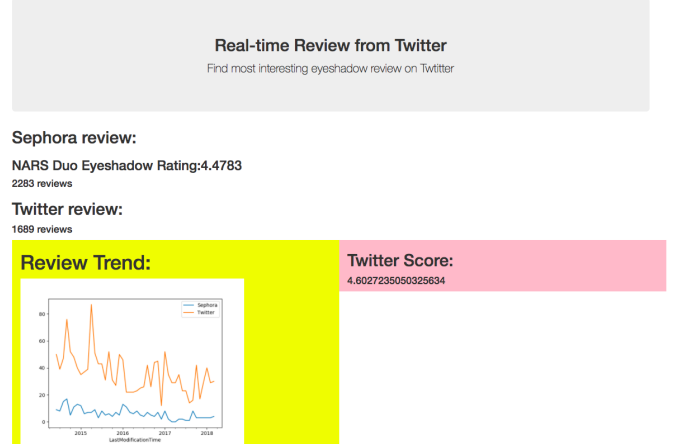 Real-time Review from Twitter
Find most interesting eyeshadow review on Twtitter
Sephora review:
NARS Duo Eyeshadow Rating:4.4783
2283 reviews
Twitter review:
1689 reviews
Review Trend:
Twitter Score:
4.6027235050325634
Sephora
Twitter
80
60
40
20
0
2015 2016 2017 2018
LastModificationTime